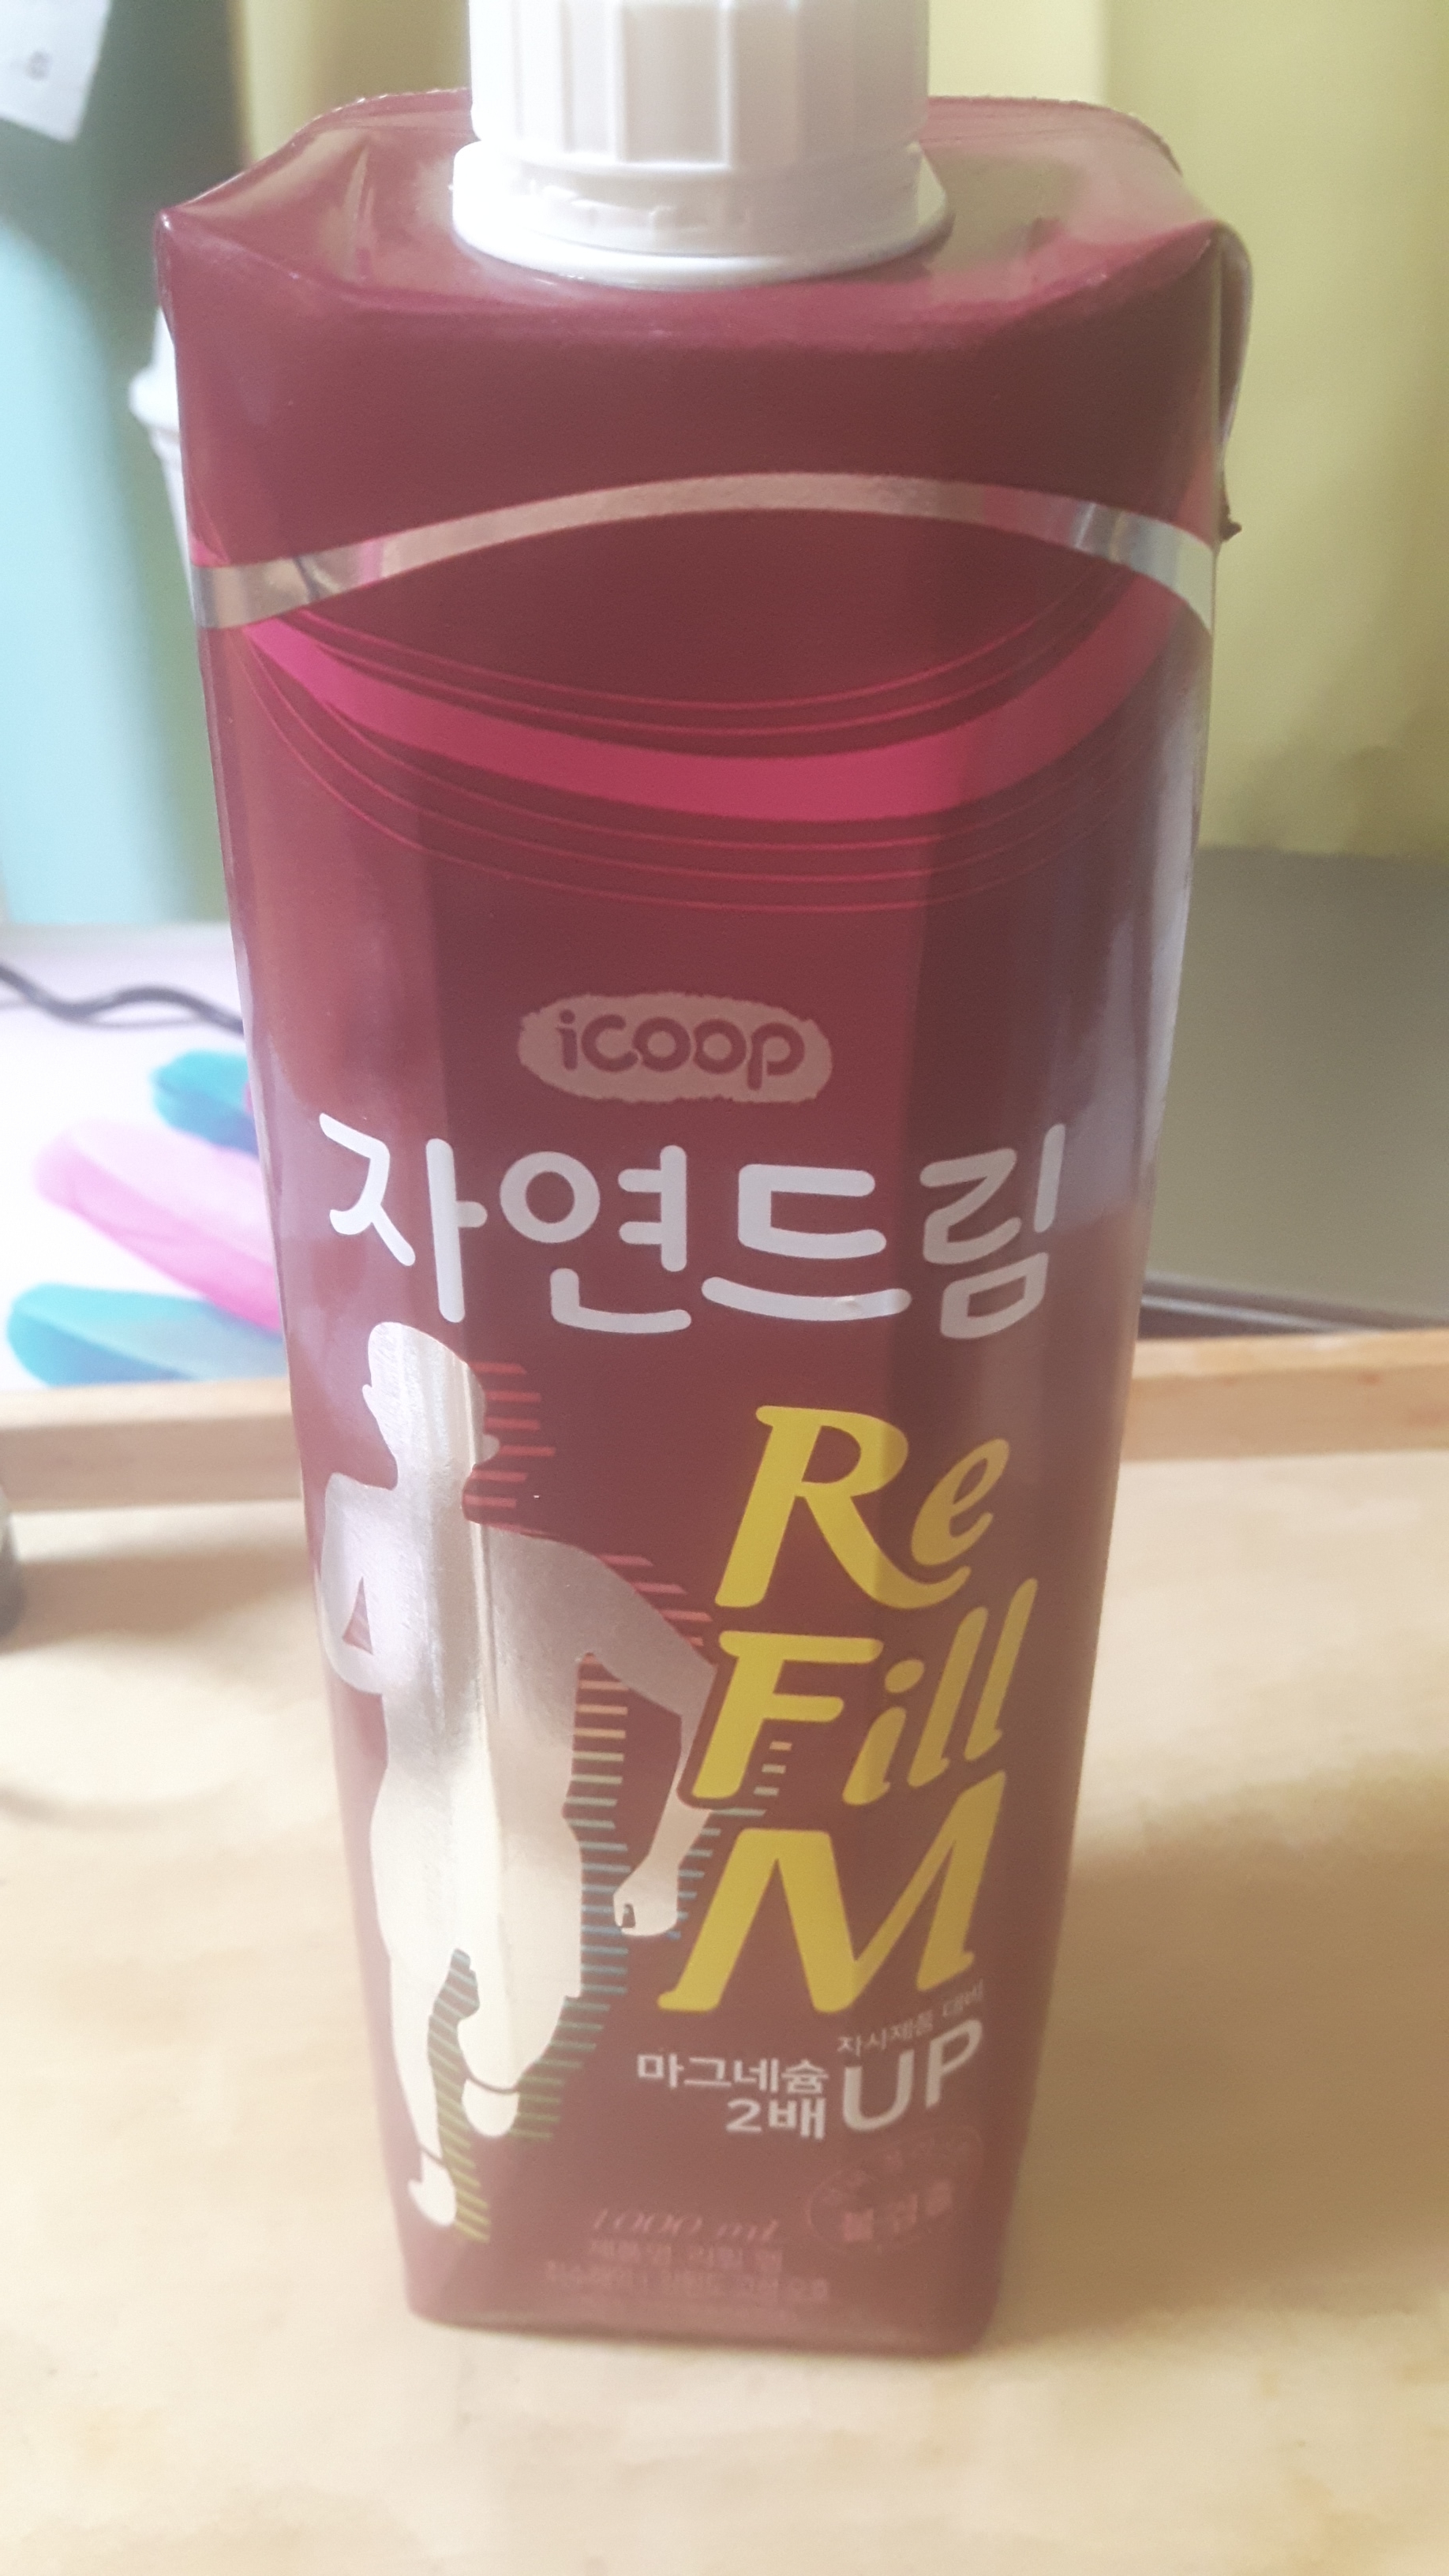 icoop
자연드림
Re
Fill
M
자사제품 대비
마그네슘 UP
2배
1000 ml